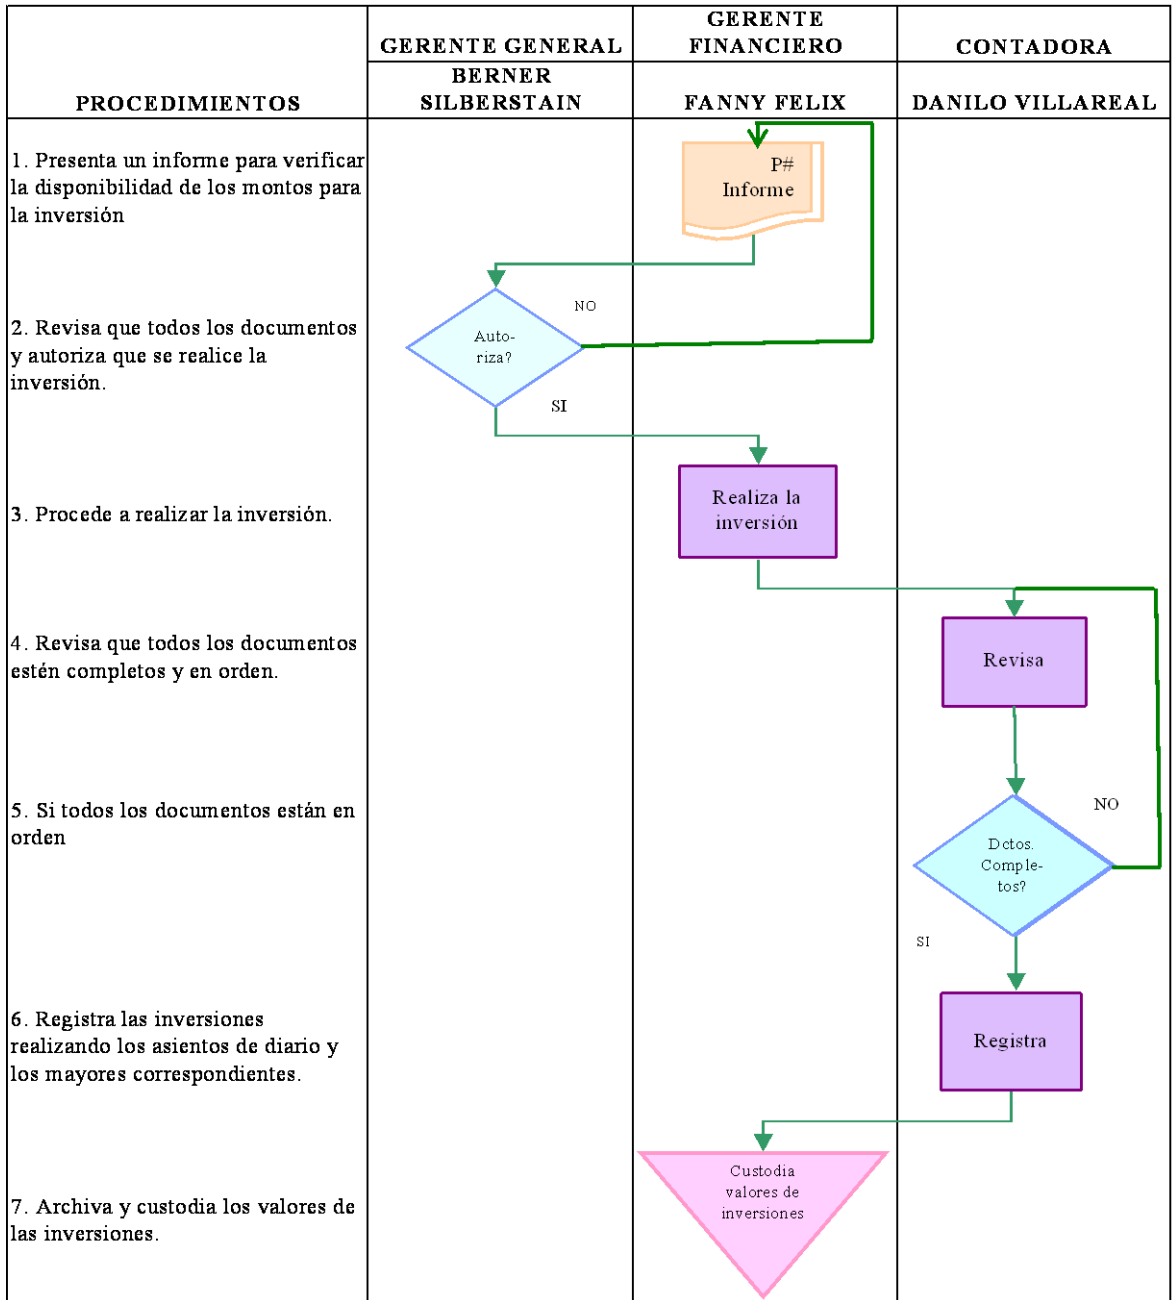 PROCEDIMIENTOS
GERENTE GENERAL
BERNER
SILBERSTAIN
GERENTE
FINANCIERO
FANNY FELIX
CONTADORA
DANILO VILLAREAL
1. Presenta un informe para verificar
la disponibilidad de los montos para
la inversión
P#
Informe
2. Revisa que todos los documentos
y autoriza que se realice la
inversión.
Auto-
riza?
NO
SI
3. Procede a realizar la inversión.
Realiza la
inversión
4. Revisa que todos los documentos
estén completos y en orden.
Revisa
5. Si todos los documentos están en
orden
Dctos.
Comple-
tos?
NO
SI
6. Registra las inversiones
realizando los asientos de diario y
los mayores correspondientes.
Registra
7. Archiva y custodia los valores de
las inversiones.
Custodia
valores de
inversiones